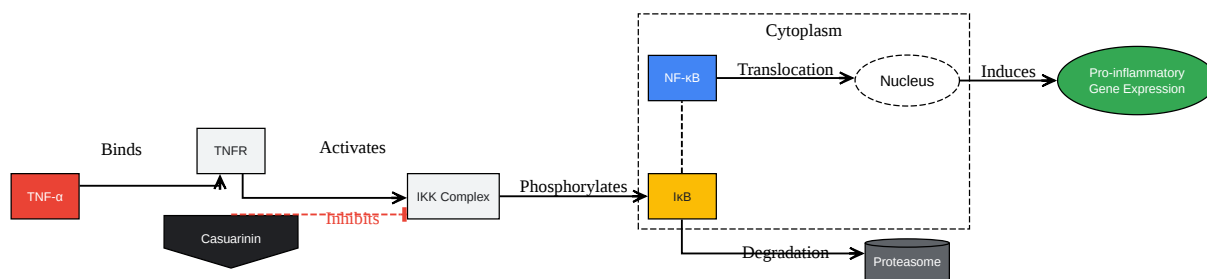 Cytoplasm
NF-κB
Translocation
Nucleus
Induces
Pro-inflammatory
Gene Expression
Binds
TNFR
Activates
TNF-α
IKK Complex
Phosphorylates
IκB
Inhibits
Casuarinin
Degradation
Proteasome